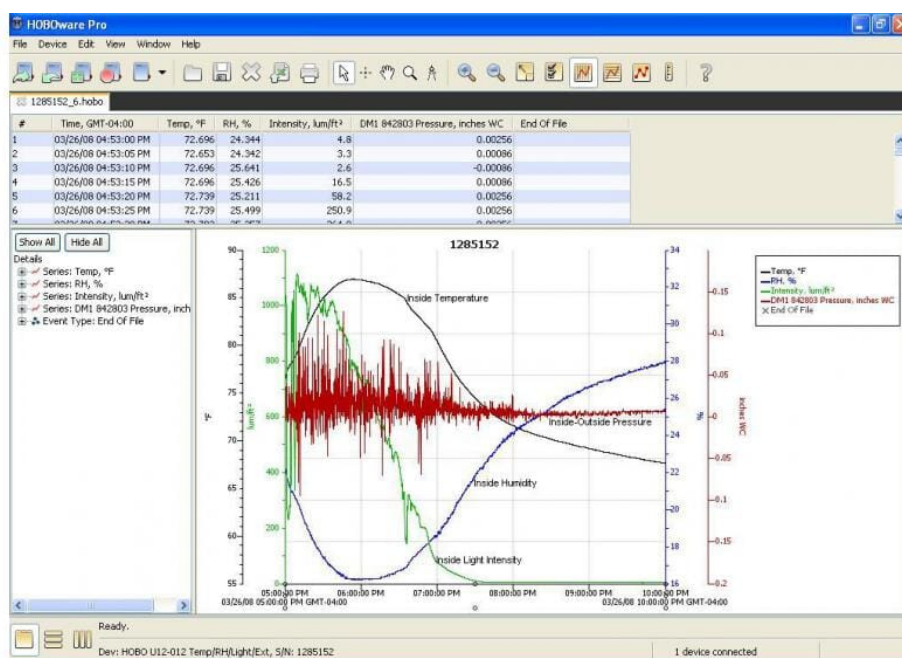 HOBOware Pro
File Device Edit View Window Help
1285152_6.hobo
# Time, GMT-04:00 Temp, °F RH, % Intensity, lum/ft² DM1 842803 Pressure, inches WC End Of File
1 03/26/08 04:53:00 PM 72.696 24.344 4.8 0.00256
2 03/26/08 04:53:05 PM 72.653 24.342 3.3 0.00086
3 03/26/08 04:53:10 PM 72.696 25.641 2.6 -0.00086
4 03/26/08 04:53:15 PM 72.696 25.426 16.5 0.00086
5 03/26/08 04:53:20 PM 72.739 25.211 58.2 0.00256
6 03/26/08 04:53:25 PM 72.739 25.499 250.9 0.00256
Show All Hide All
Details
Series: Temp, °F
Series: RH, %
Series: Intensity, lum/ft²
Series: DM1 842803 Pressure, inch
Event Type: End Of File
1285152
90 1200 34
85 1000 32 0.15
80 800 30 0.1
75 28 0.05
600 26 -0
70 24
400 22 -0.05
65 20 -0.1
60 200 18 -0.15
55 0 16 -0.2
°F
lum/ft²
%
inches WC
Inside Temperature
Inside-Outside Pressure
Inside Humidity
Inside Light Intensity
05:00:00 PM 06:00:00 PM 07:00:00 PM 08:00:00 PM 09:00:00 PM 10:00:00 PM
03/26/08 05:00:00 PM GMT-04:00 03/26/08 10:00:00 PM GMT-04:00
Temp, °F
RH, %
Intensity, lum/ft²
DM1 842803 Pressure, inches WC
End Of File
Ready.
Dev: HOBO U12-012 Temp/RH/Light/Ext, S/N: 1285152 1 device connected